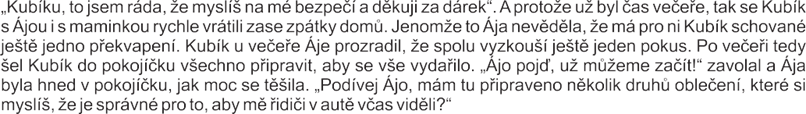 „Kubíku, to jsem ráda, že myslíš na mé bezpečí a děkuji za dárek“. A protože už byl čas večeře, tak se Kubík
s Ájou i s maminkou rychle vrátili zase zpátky domů. Jenomže to Ája nevěděla, že má pro ni Kubík schované
ještě jedno překvapení. Kubík u večeře Áje prozradil, že spolu vyzkouší ještě jeden pokus. Po večeři tedy
šel Kubík do pokojíčku všechno připravit, aby se vše vydařilo. „Ájo pojď, už můžeme začít!“ zavolal a Ája
byla hned v pokojíčku, jak moc se těšila. „Podívej Ájo, mám tu připraveno několik druhů oblečení, které si
myslíš, že je správné pro to, aby mě řidiči v autě včas viděli?“